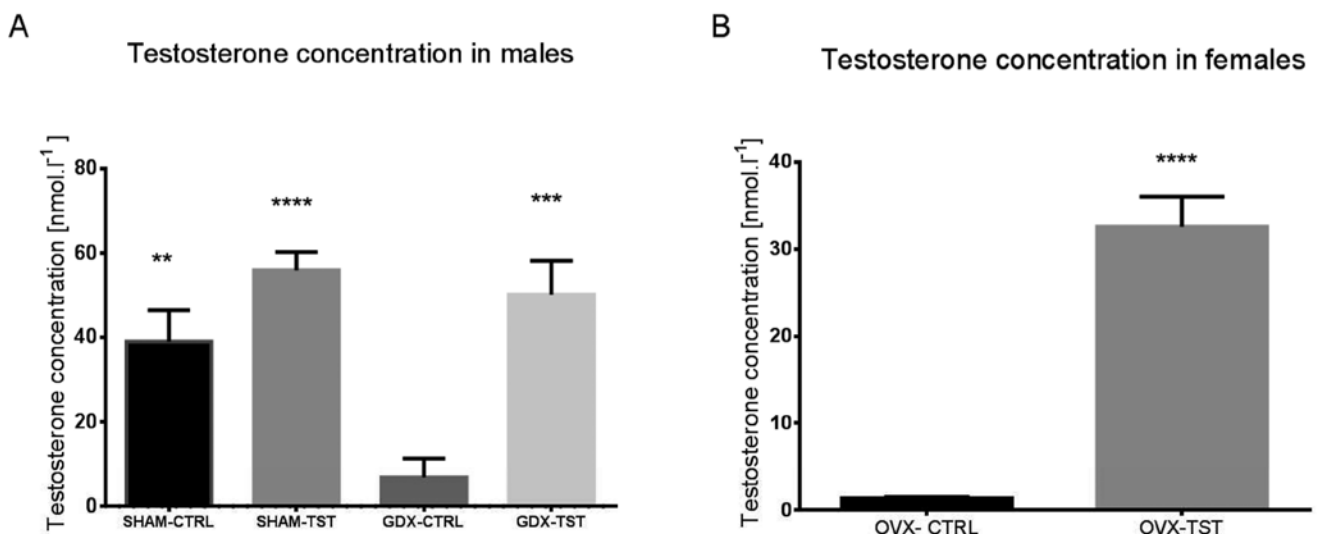 A
Testosterone concentration in males
Testosterone concentration [nmol.l⁻¹ ]
80
60
40
20
0
**
****
***
SHAM-CTRL
SHAM-TST
GDX-CTRL
GDX-TST
B
Testosterone concentration in females
Testosterone concentration [nmol.l⁻¹]
40
30
20
10
0
****
OVX- CTRL
OVX-TST